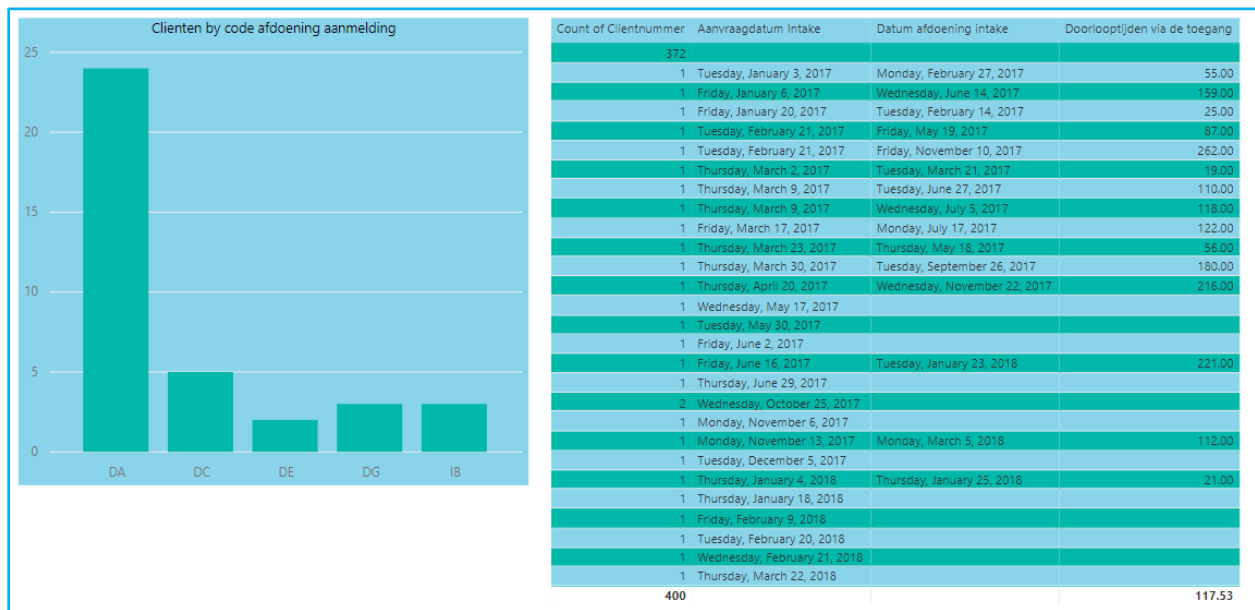 Clienten by code afdoening aanmelding
25
20
15
10
5
0
DA DC DE DG IB
Count of Clientnummer Aanvraagdatum Intake Datum afdoening intake Doorlooptijden via de toegang
372
1 Tuesday, January 3, 2017 Monday, February 27, 2017 55.00
1 Friday, January 6, 2017 Wednesday, June 14, 2017 159.00
1 Friday, January 20, 2017 Tuesday, February 14, 2017 25.00
1 Tuesday, February 21, 2017 Friday, May 19, 2017 87.00
1 Tuesday, February 21, 2017 Friday, November 10, 2017 262.00
1 Thursday, March 2, 2017 Tuesday, March 21, 2017 19.00
1 Thursday, March 9, 2017 Tuesday, June 27, 2017 110.00
1 Thursday, March 9, 2017 Wednesday, July 5, 2017 118.00
1 Friday, March 17, 2017 Monday, July 17, 2017 122.00
1 Thursday, March 23, 2017 Thursday, May 18, 2017 56.00
1 Thursday, March 30, 2017 Tuesday, September 26, 2017 180.00
1 Thursday, April 20, 2017 Wednesday, November 22, 2017 216.00
1 Wednesday, May 17, 2017
1 Tuesday, May 30, 2017
1 Friday, June 2, 2017
1 Friday, June 16, 2017 Tuesday, January 23, 2018 221.00
1 Thursday, June 29, 2017
2 Wednesday, October 25, 2017
1 Monday, November 6, 2017
1 Monday, November 13, 2017 Monday, March 5, 2018 112.00
1 Tuesday, December 5, 2017
1 Thursday, January 4, 2018 Thursday, January 25, 2018 21.00
1 Thursday, January 18, 2018
1 Friday, February 9, 2018
1 Tuesday, February 20, 2018
1 Wednesday, February 21, 2018
1 Thursday, March 22, 2018
400 117.53